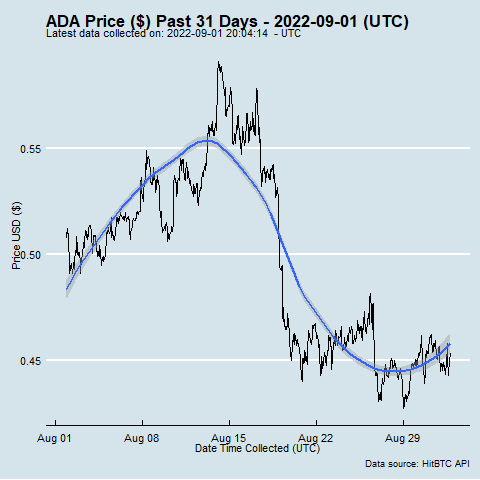 ADA Price ($) Past 31 Days - 2022-09-01 (UTC)
Latest data collected on: 2022-09-01 20:04:14 - UTC
0.55
0.50
0.45
Price USD ($)
Aug 01 Aug 08 Aug 15 Aug 22 Aug 29
Date Time Collected (UTC)
Data source: HitBTC API